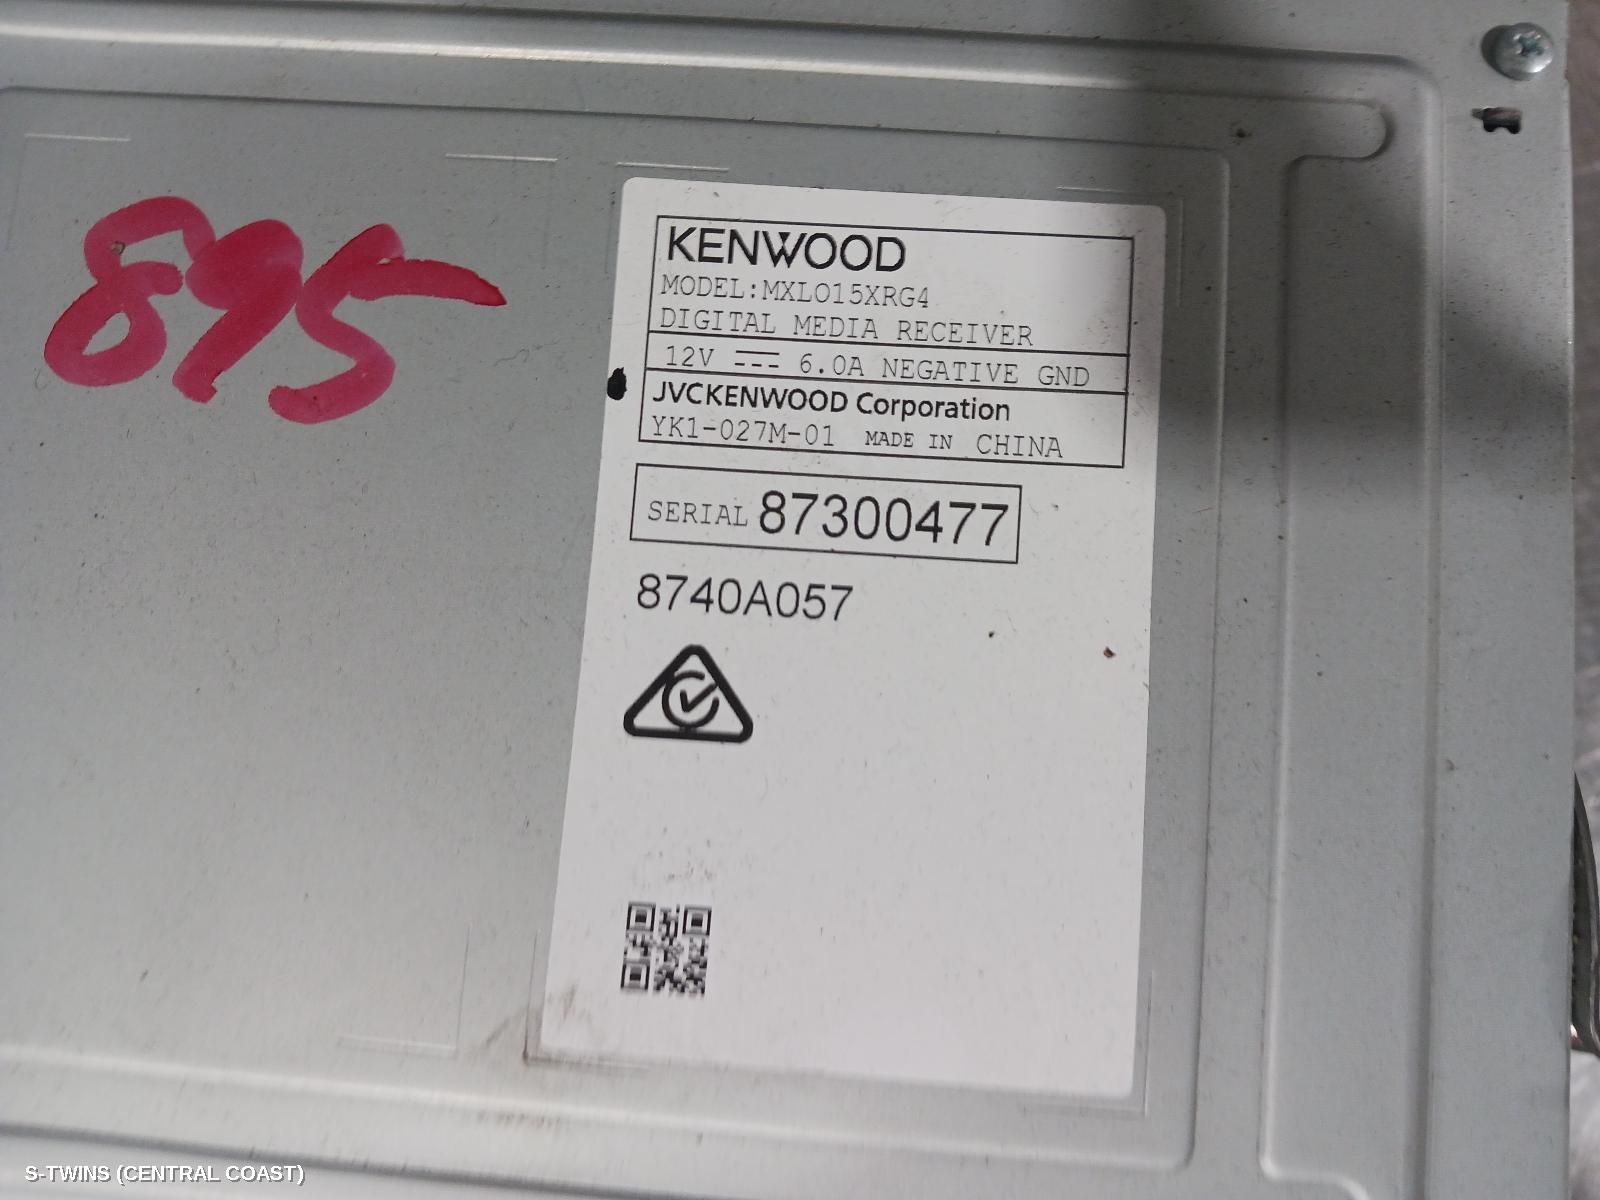 895
KENWOOD
MODEL:MXL015XRG4
DIGITAL MEDIA RECEIVER
12V ⎓ 6.0A NEGATIVE GND
JVCKENWOOD Corporation
YK1-027M-01 MADE IN CHINA
SERIAL 87300477
8740A057
S-TWINS (CENTRAL COAST)